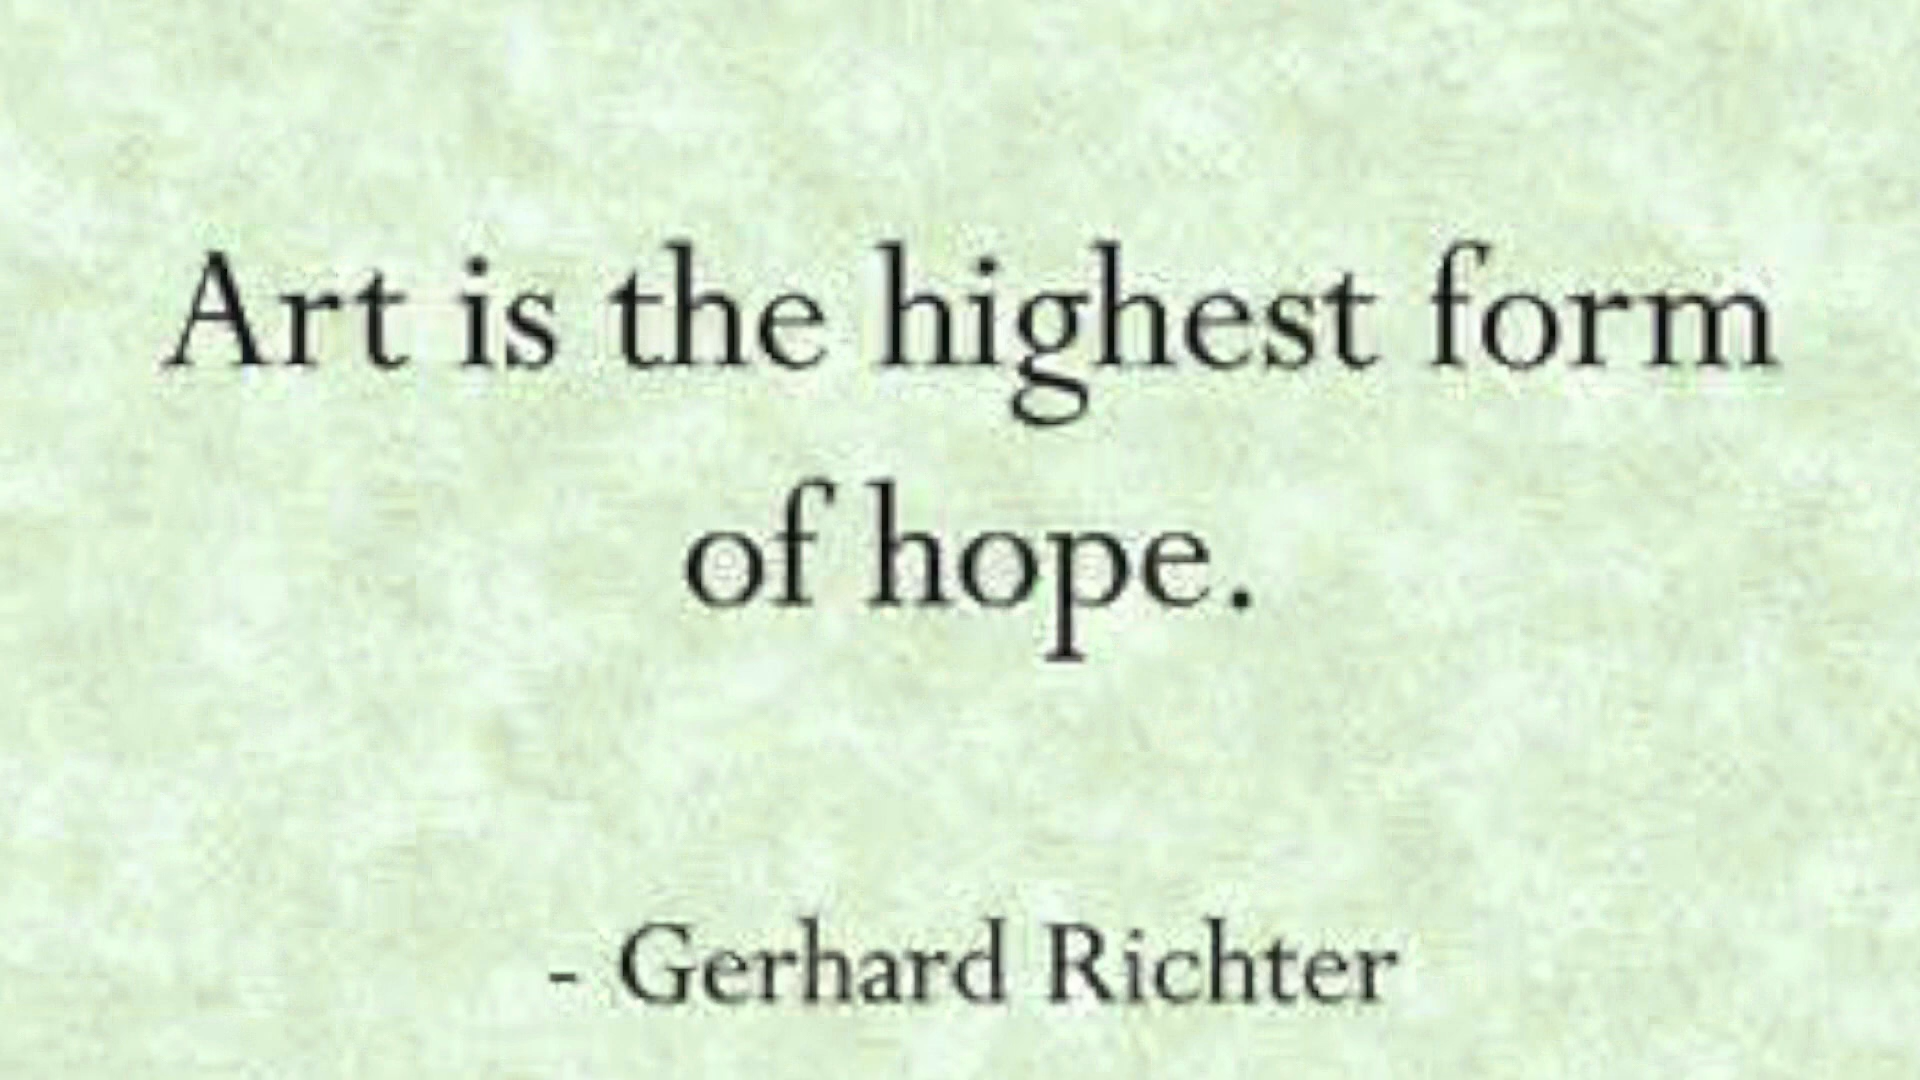 Art is the highest form
of hope.
- Gerhard Richter